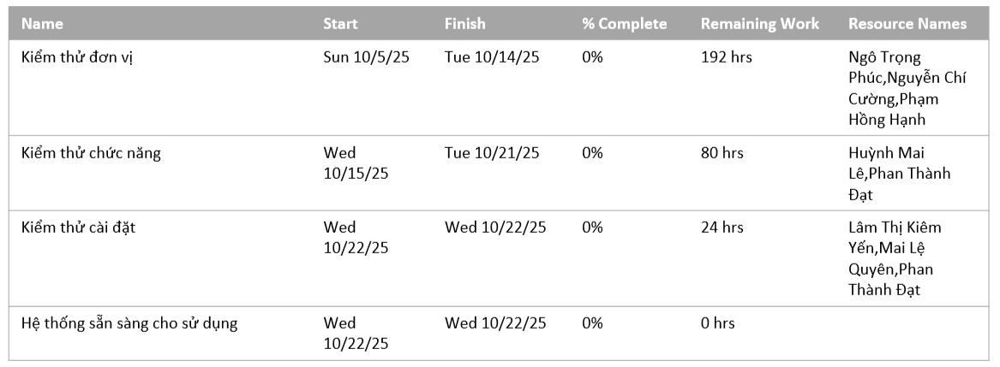 Name Start Finish % Complete Remaining Work Resource Names
Kiểm thử đơn vị Sun 10/5/25 Tue 10/14/25 0% 192 hrs Ngô Trọng
Phúc,Nguyễn Chí
Cường,Phạm
Hồng Hạnh
Kiểm thử chức năng Wed Tue 10/21/25 0% 80 hrs Huỳnh Mai
10/15/25 Lê,Phan Thành
Đạt
Kiểm thử cài đặt Wed Wed 10/22/25 0% 24 hrs Lâm Thị Kiêm
10/22/25 Yến,Mai Lệ
Quyên,Phan
Thành Đạt
Hệ thống sẵn sàng cho sử dụng Wed Wed 10/22/25 0% 0 hrs
10/22/25